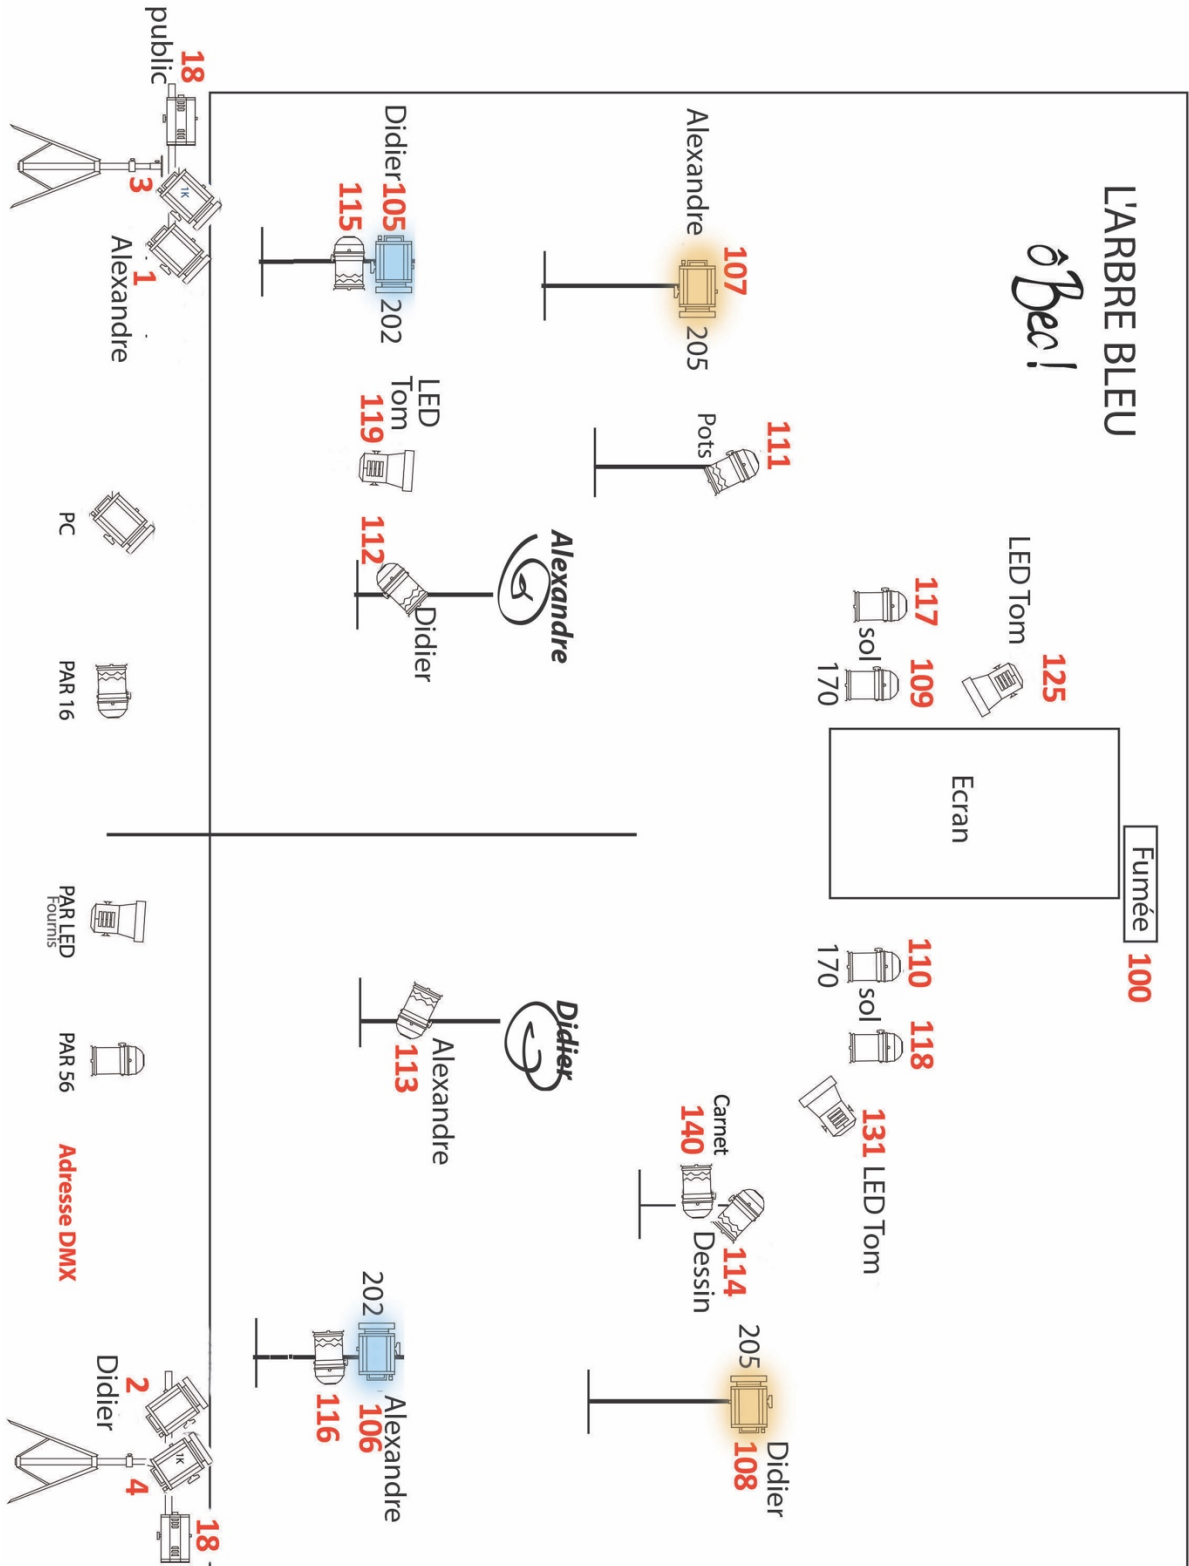 L'ARBRE BLEU
ô Bec !
Fumée
100
LED Tom
125
Ecran
117
sol
109
170
110
170
sol
118
131 LED Tom
Alexandre
107
205
111
Pots
Carnet
140
114
Dessin
205
108
Didier
Alexandre
Didier
Didier
105
115
202
LED
Tom
119
112
Didier
113
Alexandre
202
106
Alexandre
116
public
18
3
1K
1
Alexandre
2
Didier
1K
4
18
PC
PAR 16
PAR LED
Fournis
PAR 56
Adresse DMX